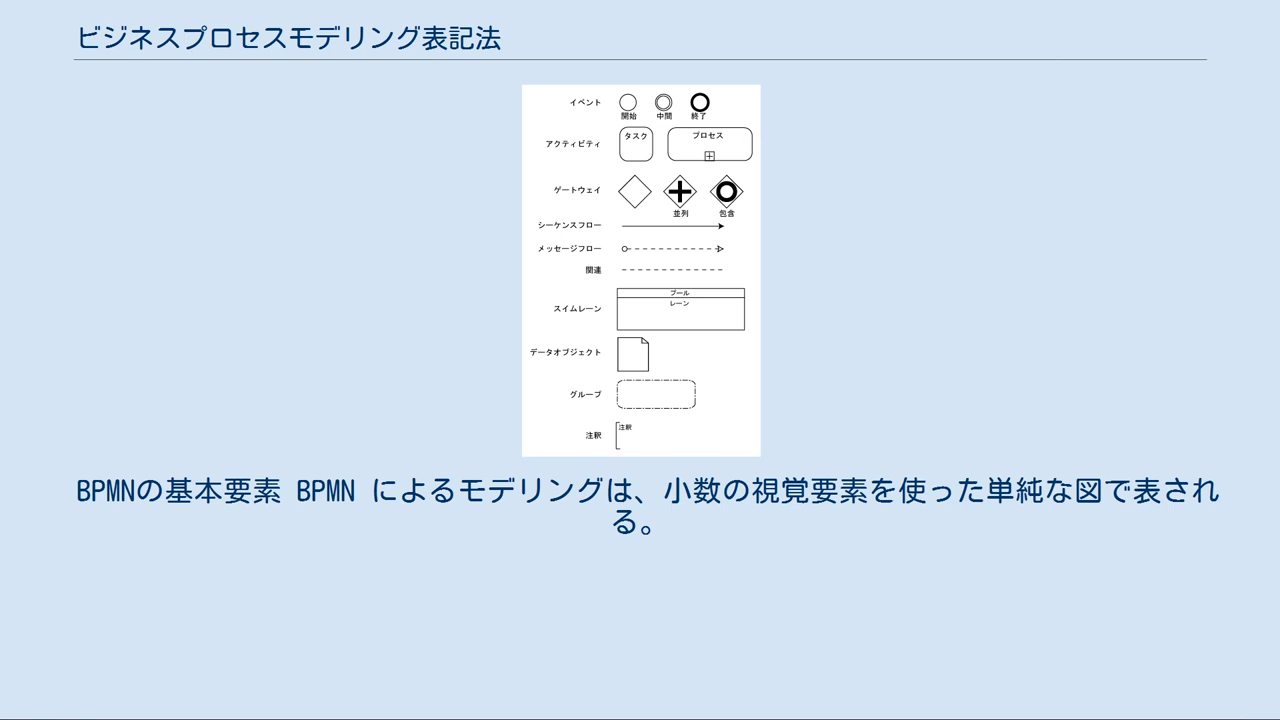 ビジネスプロセスモデリング表記法
イベント
開始 中間 終了
アクティビティ
タスク プロセス
ゲートウェイ
並列 包含
シーケンスフロー
メッセージフロー
関連
スイムレーン
プール
レーン
データオブジェクト
グループ
注釈 注釈
BPMNの基本要素 BPMN によるモデリングは、小数の視覚要素を使った単純な図で表され
る。